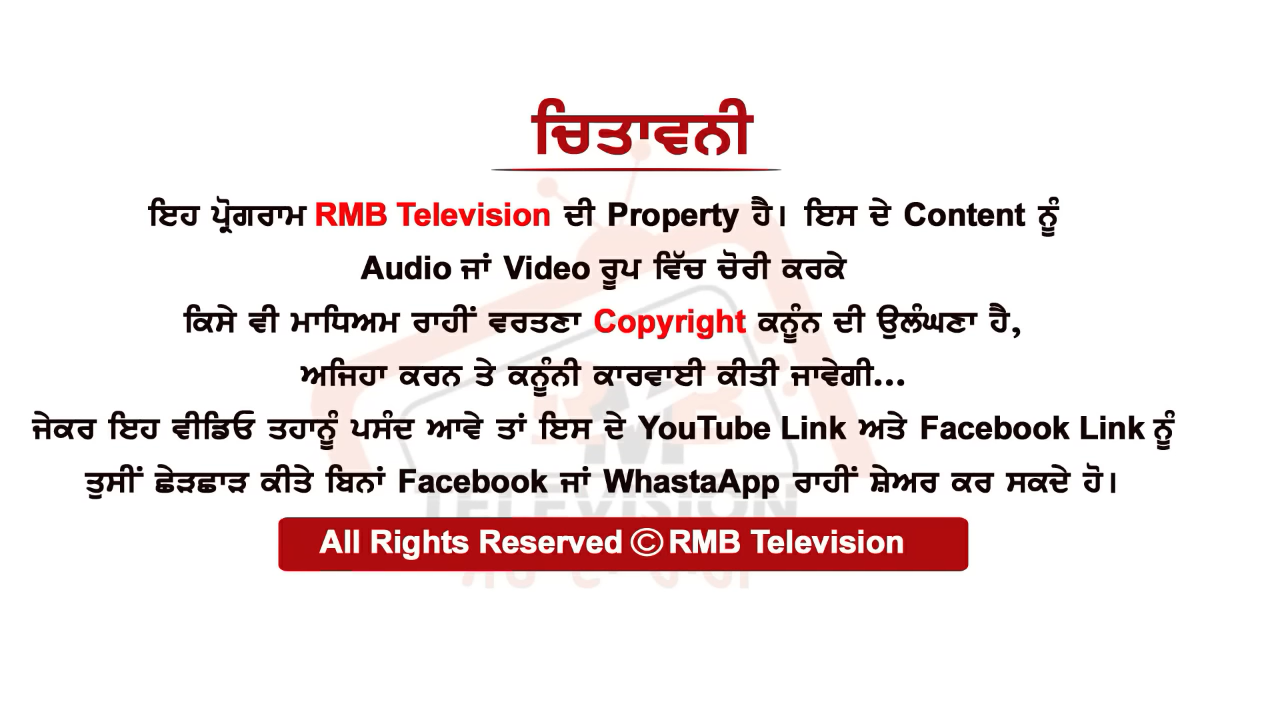 ਚਿਤਾਵਨੀ
ਇਹ ਪ੍ਰੋਗਰਾਮ RMB Television ਦੀ Property ਹੈ। ਇਸ ਦੇ Content ਨੂੰ
Audio ਜਾਂ Video ਰੂਪ ਵਿੱਚ ਚੋਰੀ ਕਰਕੇ
ਕਿਸੇ ਵੀ ਮਾਧਿਅਮ ਰਾਹੀਂ ਵਰਤਣਾ Copyright ਕਨੂੰਨ ਦੀ ਉਲੰਘਣਾ ਹੈ,
ਅਜਿਹਾ ਕਰਨ ਤੇ ਕਨੂੰਨੀ ਕਾਰਵਾਈ ਕੀਤੀ ਜਾਵੇਗੀ...
ਜੇਕਰ ਇਹ ਵੀਡਿਓ ਤਹਾਨੂੰ ਪਸੰਦ ਆਵੇ ਤਾਂ ਇਸ ਦੇ YouTube Link ਅਤੇ Facebook Link ਨੂੰ
ਤੁਸੀਂ ਛੇੜਛਾੜ ਕੀਤੇ ਬਿਨਾਂ Facebook ਜਾਂ WhastaApp ਰਾਹੀਂ ਸ਼ੇਅਰ ਕਰ ਸਕਦੇ ਹੋ।
RMB
TELEVISION
All Rights Reserved © RMB Television